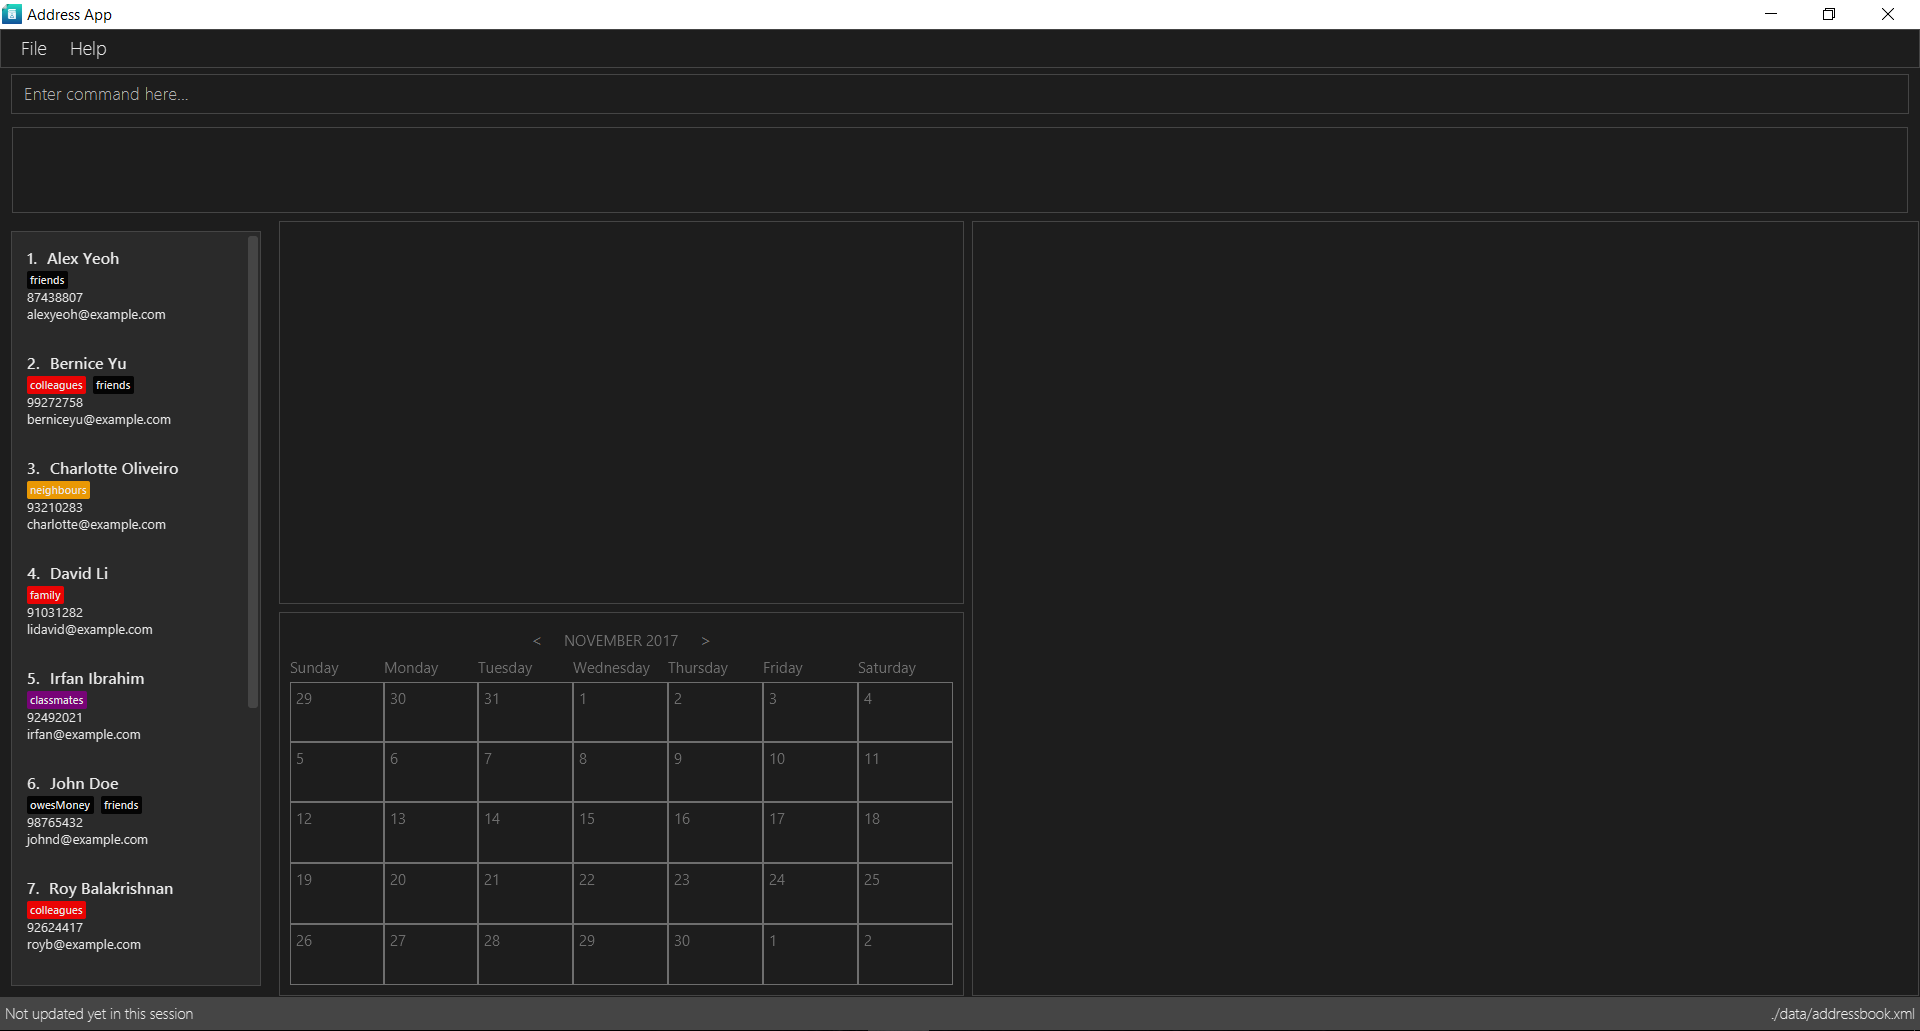 Address App
File Help
Enter command here...
1. Alex Yeoh
friends
87438807
alexyeoh@example.com
2. Bernice Yu
colleagues friends
99272758
berniceyu@example.com
3. Charlotte Oliveiro
neighbours
93210283
charlotte@example.com
4. David Li
family
91031282
lidavid@example.com
5. Irfan Ibrahim
classmates
92492021
irfan@example.com
6. John Doe
owesMoney friends
98765432
johnd@example.com
7. Roy Balakrishnan
colleagues
92624417
royb@example.com
< NOVEMBER 2017 >
Sunday Monday Tuesday Wednesday Thursday Friday Saturday
29 30 31 1 2 3 4
5 6 7 8 9 10 11
12 13 14 15 16 17 18
19 20 21 22 23 24 25
26 27 28 29 30 1 2
Not updated yet in this session
./data/addressbook.xml